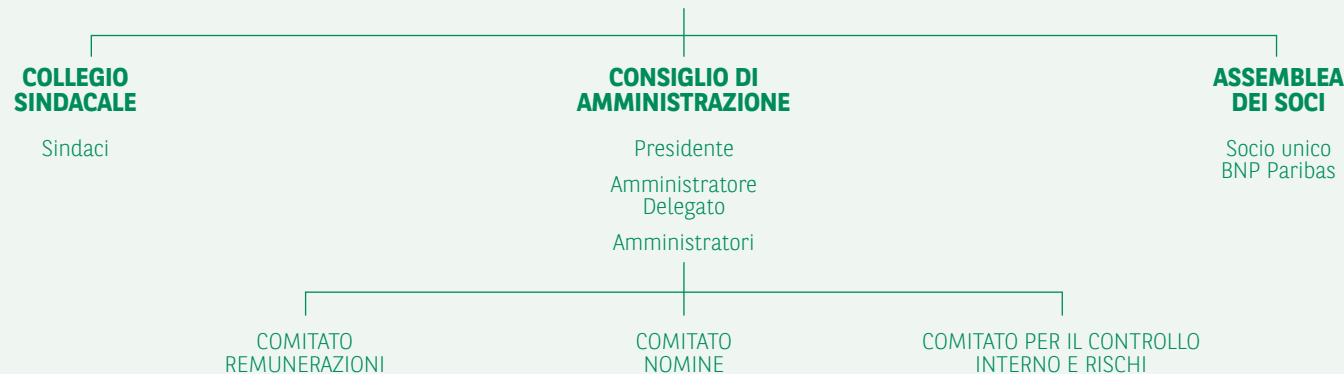 COLLEGIO
SINDACALE
Sindaci
CONSIGLIO DI
AMMINISTRAZIONE
Presidente
Amministratore
Delegato
Amministratori
ASSEMBLEA
DEI SOCI
Socio unico
BNP Paribas
COMITATO
REMUNERAZIONI
COMITATO
NOMINE
COMITATO PER IL CONTROLLO
INTERNO E RISCHI